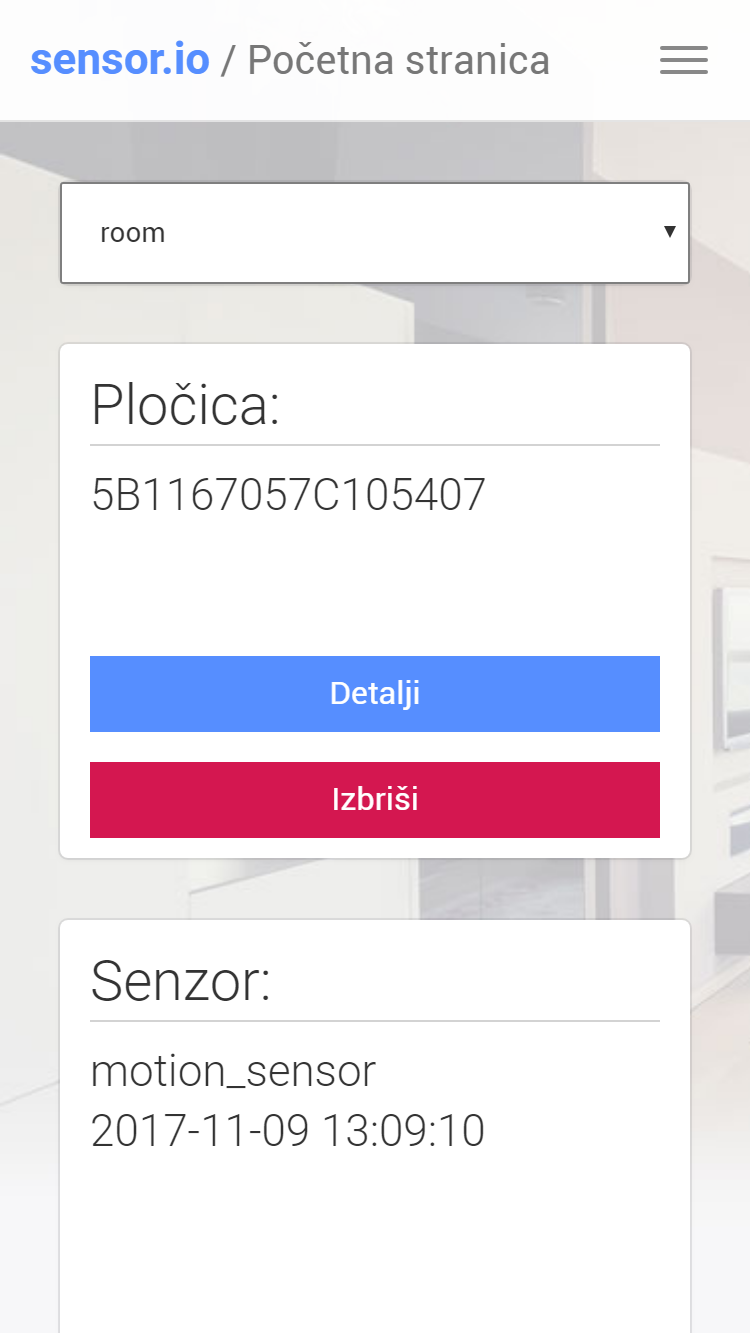 sensor.io / Početna stranica
room
Pločica:
5B1167057C105407
Detalji
Izbriši
Senzor:
motion_sensor
2017-11-09 13:09:10